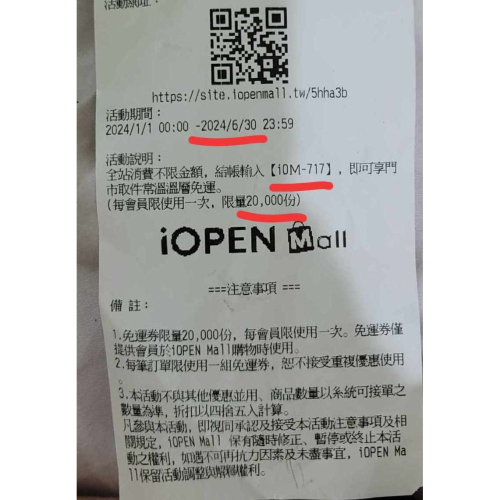 活動網址:
https://site.iopenmall.tw/5hha3b
活動期間:
2024/1/1 00:00 -2024/6/30 23:59
活動說明:
全站消費不限金額, 結帳輸入【iOM-717】, 即可享門
市取件常溫溫層免運。
(每會員限使用一次, 限量20,000份)
iOPEN Mall
===注意事項 ===
備 註:
1.免運券限量20,000份, 每會員限使用一次。免運券僅
提供會員於iOPEN Mall購物時使用。
2.每筆訂單限使用一組免運券, 恕不接受重複優惠使用
。
3.本活動不與其他優惠並用、商品數量以系統可接單之
數量為準, 折扣以四捨五入計算。
凡參與本活動, 即視同承認及接受本活動注意事項及相
關規定, iOPEN Mall 保有隨時修正、暫停或終止本活
動之權利, 如遇不可再抗力因素及未盡事宜, iOPEN Ma
ll保留活動調整與解釋權利。